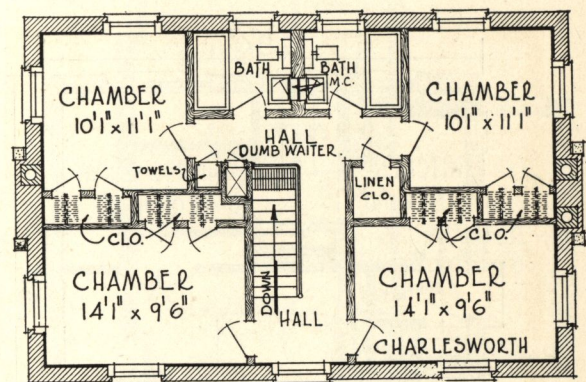 BATH
BATH
M.C.
CHAMBER
10'1" x 11'1"
CHAMBER
10'1" x 11'1"
HALL
DUMB WAITER
TOWELS
LINEN
CLO.
CLO.
CLO.
CHAMBER
14'1" x 9'6"
DOWN
HALL
CHAMBER
14'1" x 9'6"
CHARLESWORTH